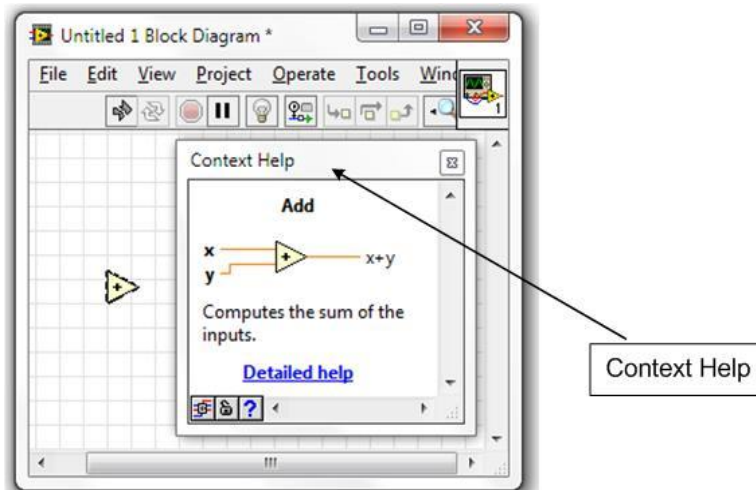 Untitled 1 Block Diagram *
File Edit View Project Operate Tools
1
Context Help
Add
x
y
x+y
+
+
Computes the sum of the
inputs.
Detailed help
?
Context Help